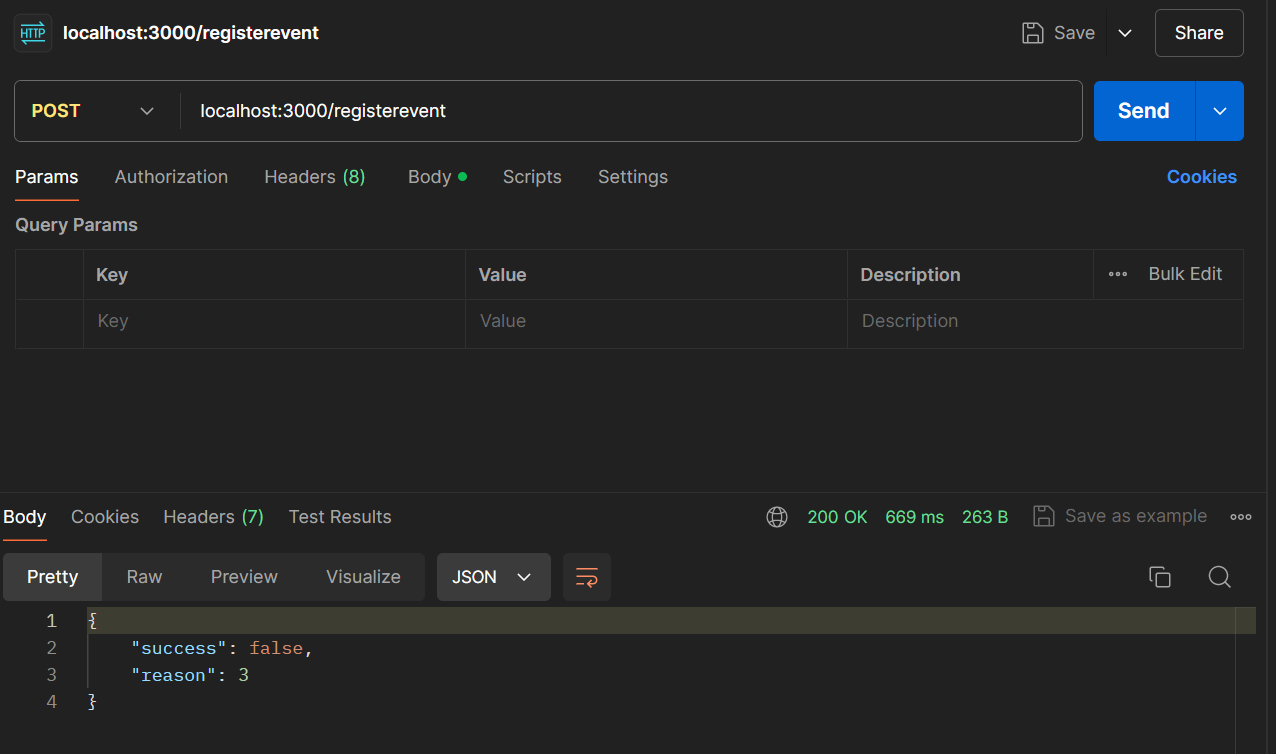 HTTP localhost:3000/registerevent Save Share
POST localhost:3000/registerevent Send
Params Authorization Headers (8) Body Scripts Settings Cookies
Query Params
Key Value Description Bulk Edit
Key Value Description
Body Cookies Headers (7) Test Results 200 OK 669 ms 263 B Save as example
Pretty Raw Preview Visualize JSON
1 {
2 "success": false,
3 "reason": 3
4 }